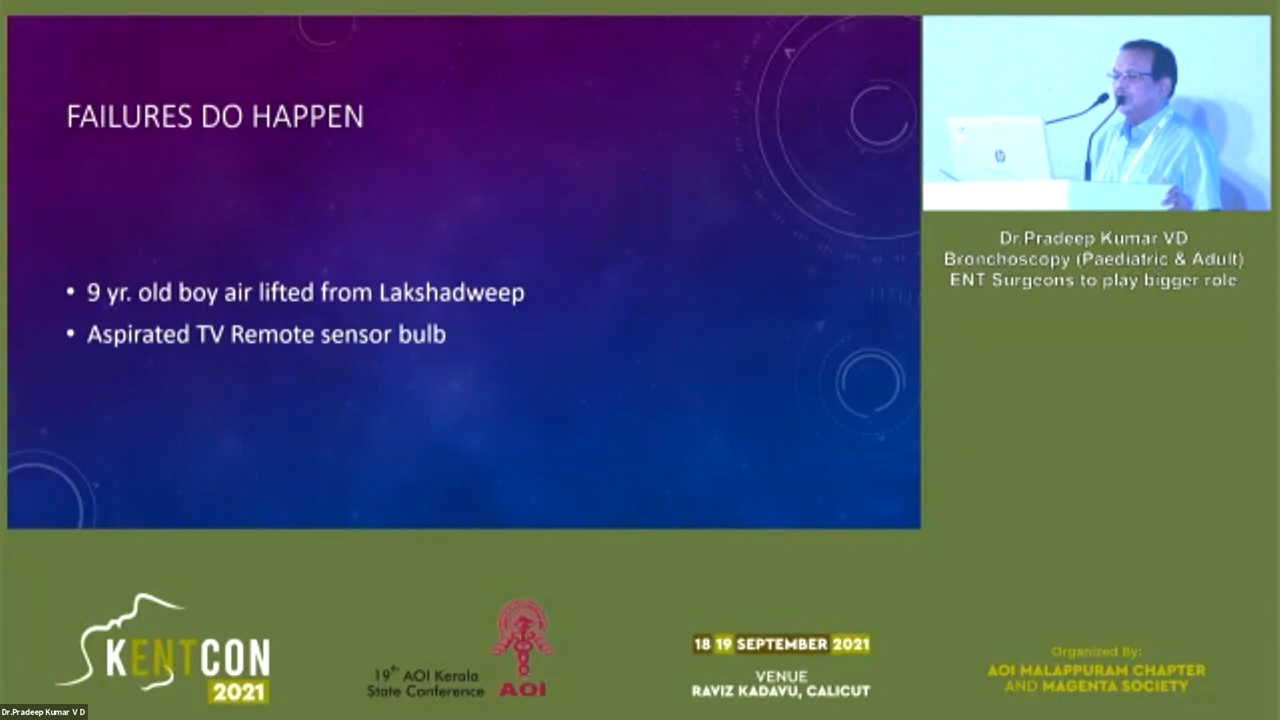 FAILURES DO HAPPEN
• 9 yr. old boy air lifted from Lakshadweep
• Aspirated TV Remote sensor bulb
Dr.Pradeep Kumar VD
Bronchoscopy (Paediatric & Adult)
ENT Surgeons to play bigger role
KENTCON
2021
19th AOI Kerala
State Conference
AOI
18 19 SEPTEMBER 2021
VENUE
RAVIZ KADAVU, CALICUT
Organized By:
AOI MALAPPURAM CHAPTER
AND MAGENTA SOCIETY
Dr.Pradeep Kumar V D